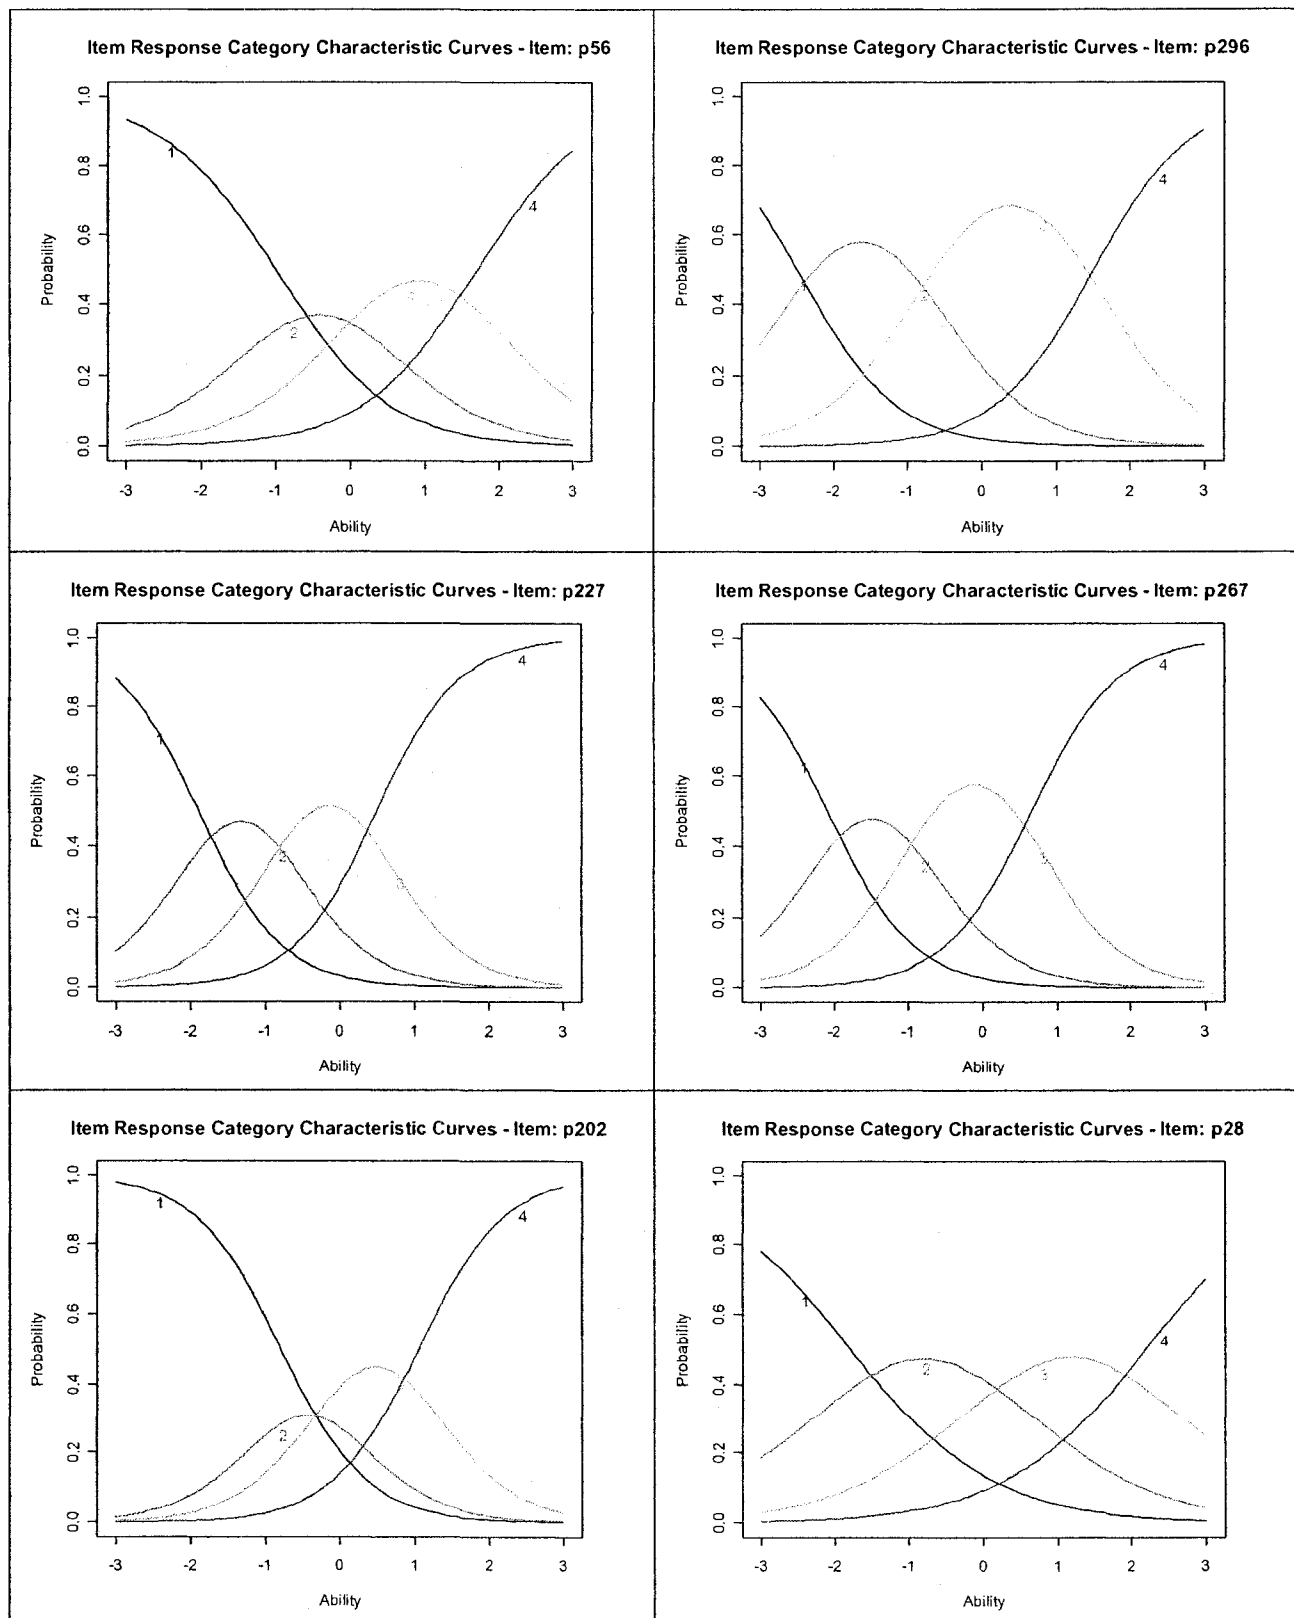 Item Response Category Characteristic Curves - Item: p56
Probability
1.0
0.8
0.6
0.4
0.2
0.0
1
2
3
4
-3 -2 -1 0 1 2 3
Ability
Item Response Category Characteristic Curves - Item: p296
Probability
1.0
0.8
0.6
0.4
0.2
0.0
1
2
3
4
-3 -2 -1 0 1 2 3
Ability
Item Response Category Characteristic Curves - Item: p227
Probability
1.0
0.8
0.6
0.4
0.2
0.0
1
2
3
4
-3 -2 -1 0 1 2 3
Ability
Item Response Category Characteristic Curves - Item: p267
Probability
1.0
0.8
0.6
0.4
0.2
0.0
1
2
3
4
-3 -2 -1 0 1 2 3
Ability
Item Response Category Characteristic Curves - Item: p202
Probability
1.0
0.8
0.6
0.4
0.2
0.0
1
2
4
-3 -2 -1 0 1 2 3
Ability
Item Response Category Characteristic Curves - Item: p28
Probability
1.0
0.8
0.6
0.4
0.2
0.0
1
2
3
4
-3 -2 -1 0 1 2 3
Ability